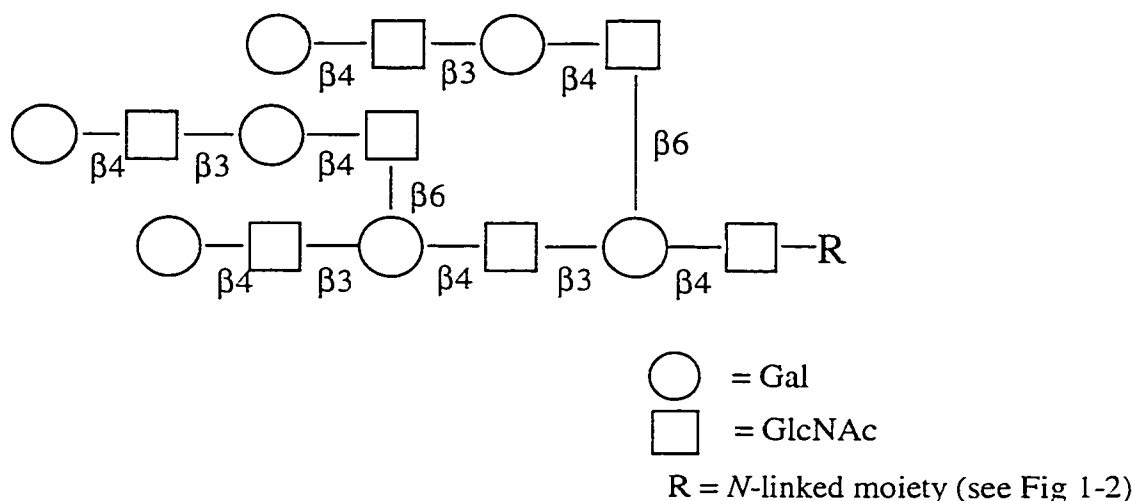 β4 β3 β4
β6
β4 β3 β4
β6
R
β4 β3 β4 β3 β4
= Gal
= GlcNAc
R = N-linked moiety (see Fig 1-2)